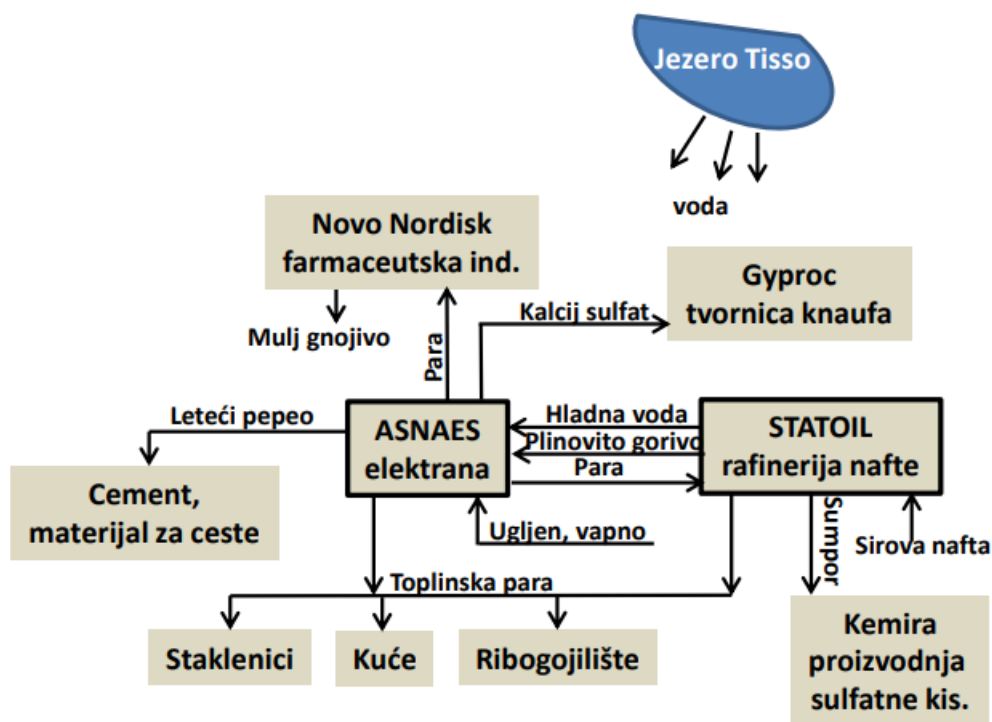 Jezero Tisso
voda
Novo Nordisk
farmaceutska ind.
Mulj gnojivo
Para
Kalcij sulfat
Gyproc
tvornica knaufa
Leteći pepeo
ASNAES
elektrana
Hladna voda
Plinovito gorivo
Para
STATOIL
rafinerija nafte
Cement,
materijal za ceste
Ugljen, vapno
Sumpor
Sirova nafta
Toplinska para
Staklenici
Kuće
Ribogojilište
Kemira
proizvodnja
sulfatne kis.